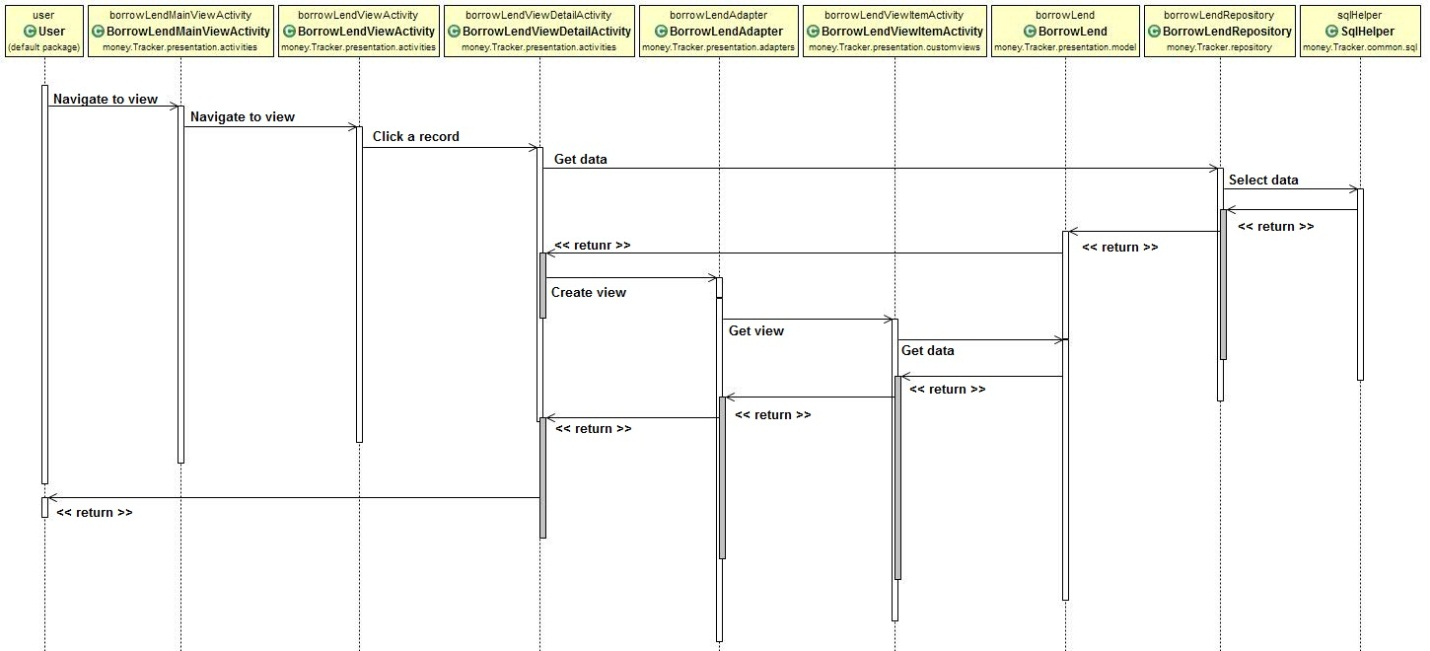 user
User
(default package)
borrowLendMainViewActivity
BorrowLendMainViewActivity
money.Tracker.presentation.activities
borrowLendViewActivity
BorrowLendViewActivity
money.Tracker.presentation.activities
borrowLendViewDetailActivity
BorrowLendViewDetailActivity
money.Tracker.presentation.activities
borrowLendAdapter
BorrowLendAdapter
money.Tracker.presentation.adapters
borrowLendViewItemActivity
BorrowLendViewItemActivity
money.Tracker.presentation.customviews
borrowLend
BorrowLend
money.Tracker.presentation.model
borrowLendRepository
BorrowLendRepository
money.Tracker.repository
sqlHelper
SqlHelper
money.Tracker.common.sql
Navigate to view
Navigate to view
Click a record
Get data
Select data
<< return >>
<< return >>
<< retunr >>
Create view
Get view
Get data
<< return >>
<< return >>
<< return >>
<< return >>